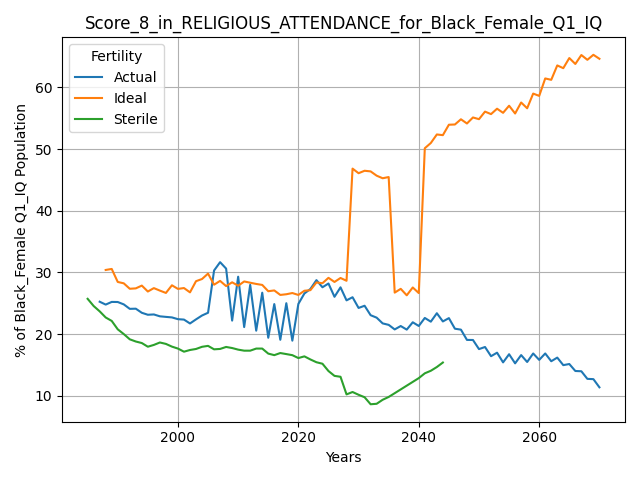 Score_8_in_RELIGIOUS_ATTENDANCE_for_Black_Female_Q1_IQ
% of Black_Female Q1_IQ Population
Fertility
Actual
Ideal
Sterile
60
50
40
30
20
10
2000
2020
2040
2060
Years